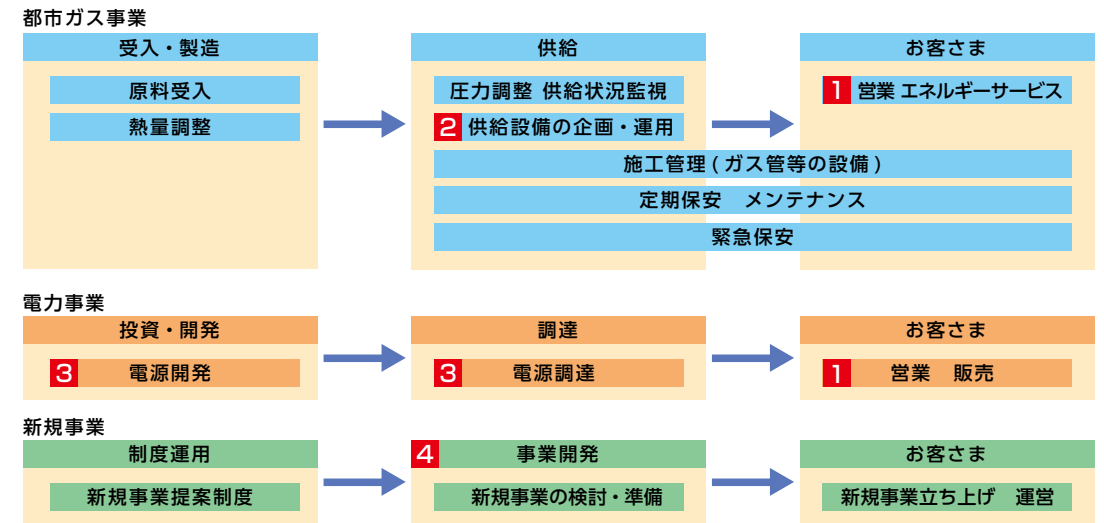 都市ガス事業
受入・製造
原料受入
熱量調整
供給
圧力調整 供給状況監視
2 供給設備の企画・運用
お客さま
1 営業 エネルギーサービス
施工管理(ガス管等の設備)
定期保安 メンテナンス
緊急保安
電力事業
投資・開発
3 電源開発
調達
3 電源調達
お客さま
1 営業 販売
新規事業
制度運用
新規事業提案制度
4 事業開発
新規事業の検討・準備
お客さま
新規事業立ち上げ 運営